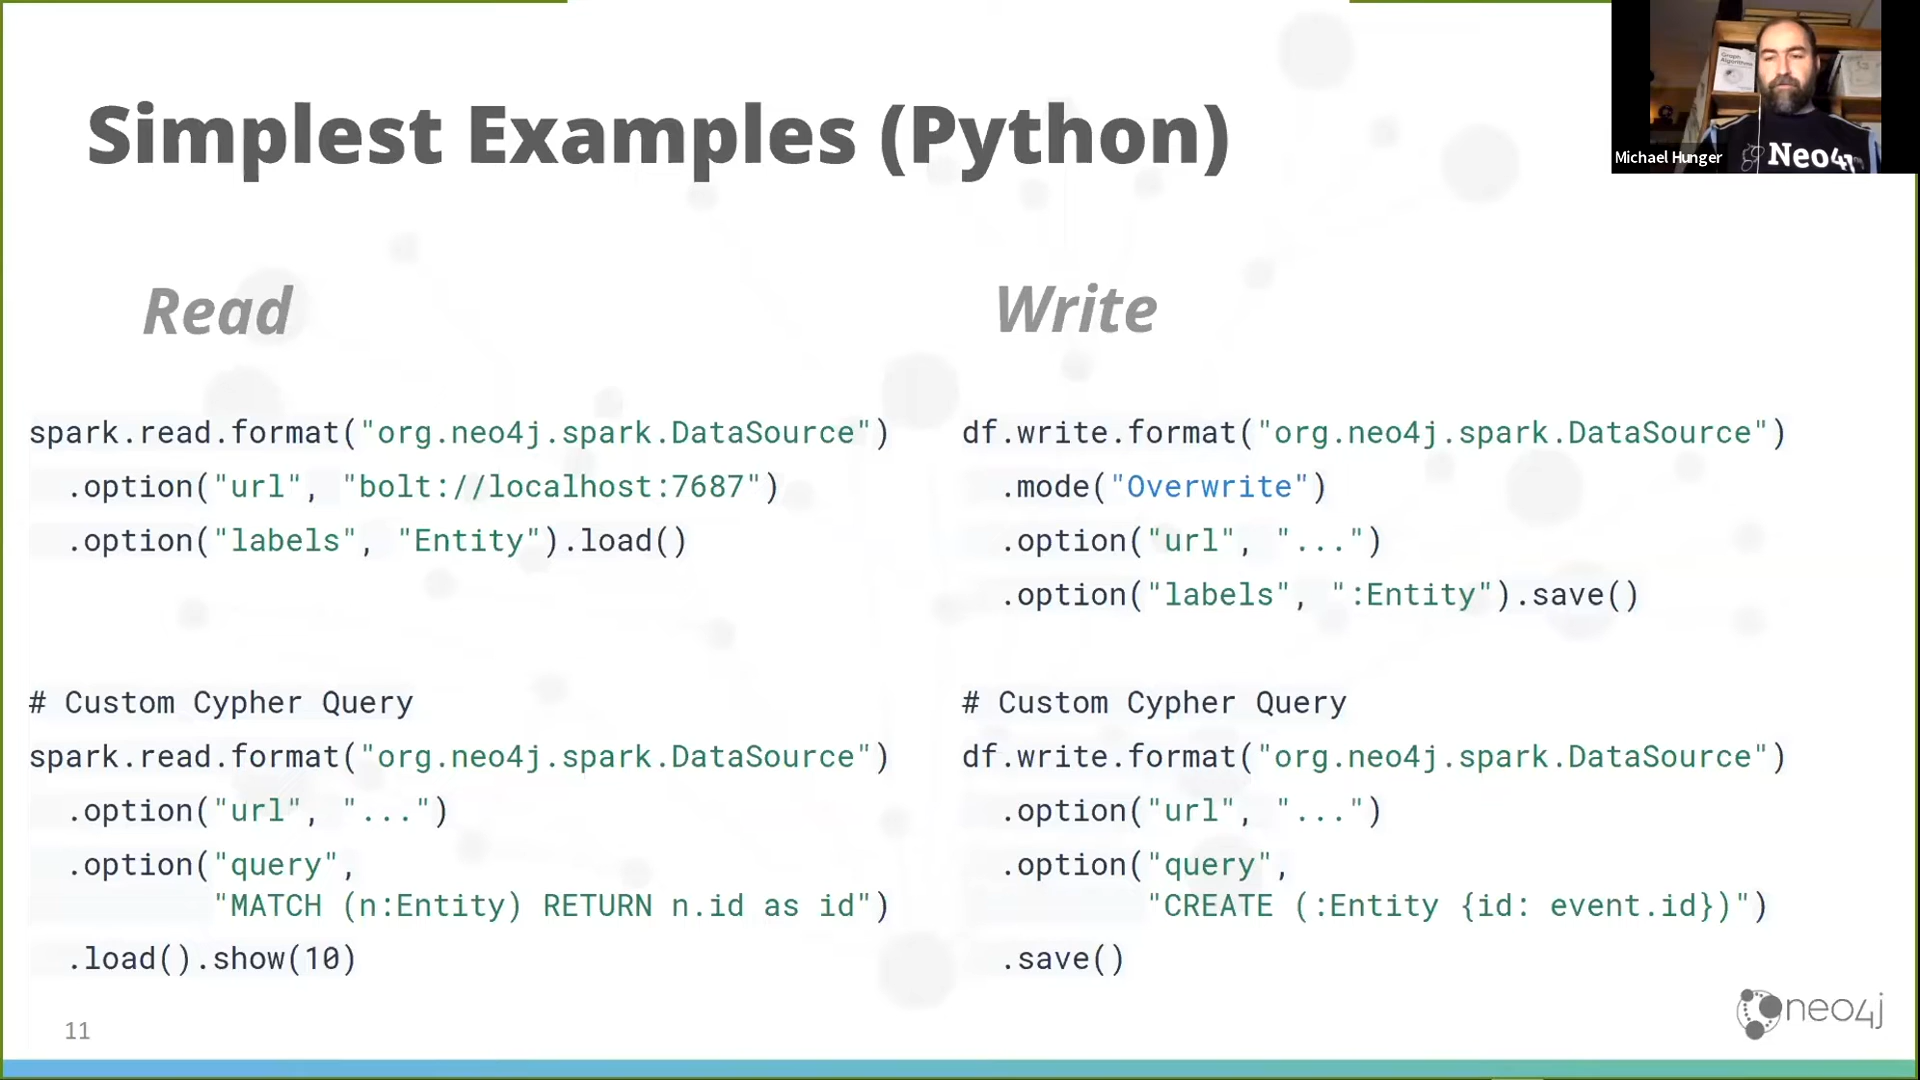 Simplest Examples (Python)
Graph
Algorithms
Michael Hunger
Neo4j
Read
spark.read.format("org.neo4j.spark.DataSource")
.option("url", "bolt://localhost:7687")
.option("labels", "Entity").load()
# Custom Cypher Query
spark.read.format("org.neo4j.spark.DataSource")
.option("url", "...")
.option("query",
"MATCH (n:Entity) RETURN n.id as id")
.load().show(10)
Write
df.write.format("org.neo4j.spark.DataSource")
.mode("Overwrite")
.option("url", "...")
.option("labels", ":Entity").save()
# Custom Cypher Query
df.write.format("org.neo4j.spark.DataSource")
.option("url", "...")
.option("query",
"CREATE (:Entity {id: event.id})")
.save()
11
neo4j